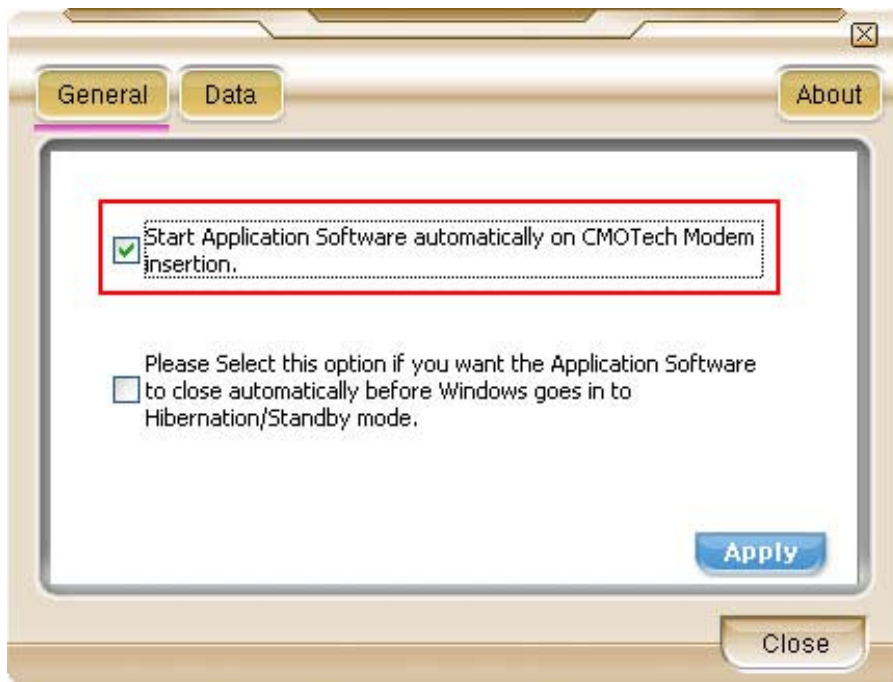 General
Data
About
Start Application Software automatically on CMOTech Modem
insertion.
Please Select this option if you want the Application Software
to close automatically before Windows goes in to
Hibernation/Standby mode.
Apply
Close